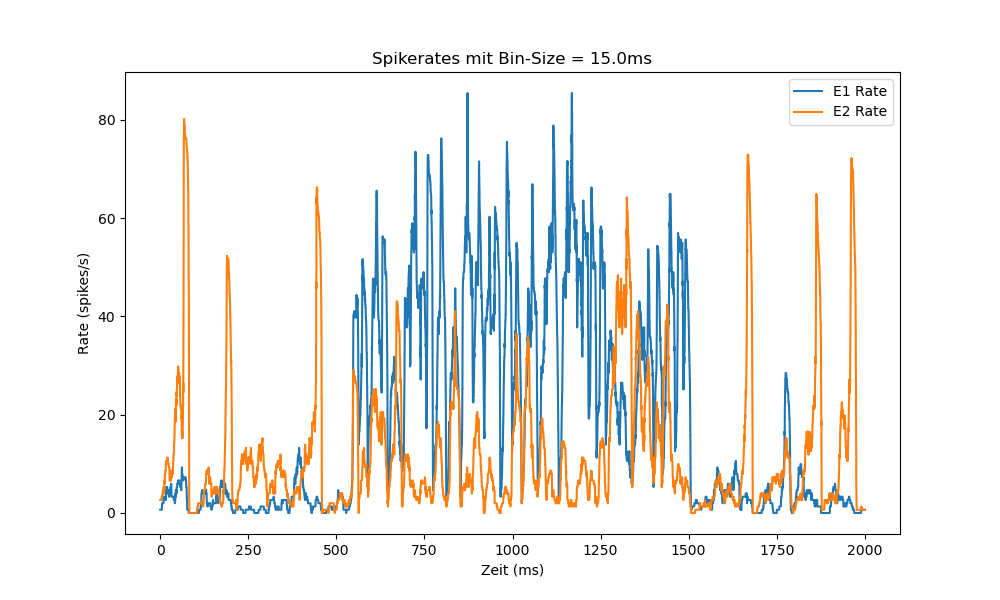 Spikerates mit Bin-Size = 15.0ms
E1 Rate
E2 Rate
Rate (spikes/s)
80
60
40
20
0
0 250 500 750 1000 1250 1500 1750 2000
Zeit (ms)